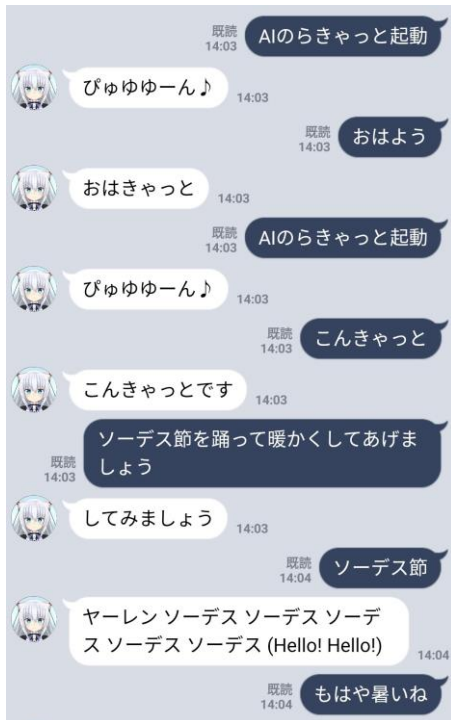 既読
14:03
AIのらきゃっと起動
ぴゅゆゆーん♪
14:03
既読
14:03
おはよう
おはきゃっと
14:03
既読
14:03
AIのらきゃっと起動
ぴゅゆゆーん♪
14:03
既読
14:03
こんきゃっと
こんきゃっとです
14:03
既読
14:03
ソーデス節を踊って暖かくしてあげま
しょう
してみましょう
14:03
既読
14:04
ソーデス節
ヤーレン ソーデス ソーデス ソーデ
ス ソーデス ソーデス (Hello! Hello!)
14:04
既読
14:04
もはや暑いね